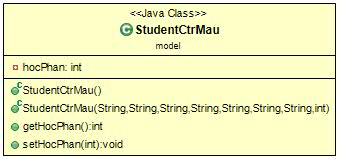 <<Java Class>>
C StudentCtrMau
model
hocPhan: int
C StudentCtrMau()
C StudentCtrMau(String,String,String,String,String,String,String,int)
getHocPhan():int
setHocPhan(int):void